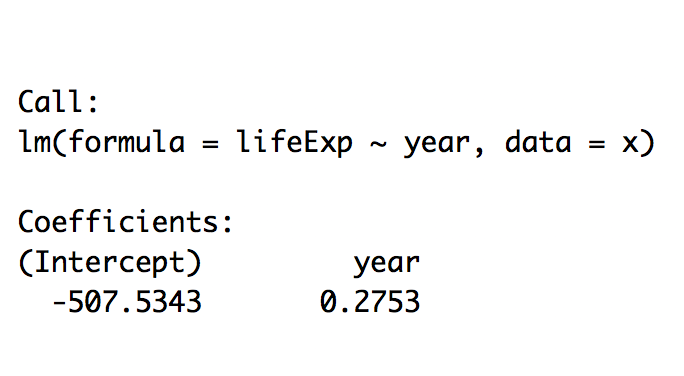 Call:
lm(formula = lifeExp ~ year, data = x)
Coefficients:
(Intercept)         year
  -507.5343       0.2753